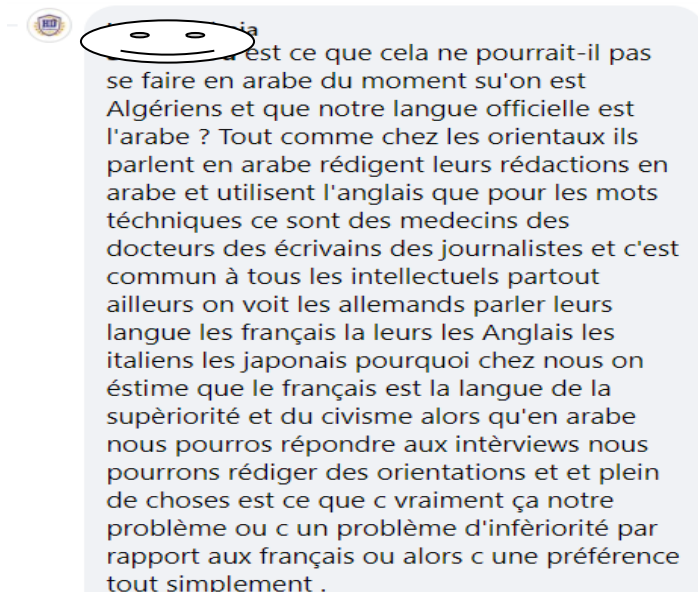 est ce que cela ne pourrait-il pas
se faire en arabe du moment su'on est
Algériens et que notre langue officielle est
l'arabe ? Tout comme chez les orientaux ils
parlent en arabe rédigent leurs rédactions en
arabe et utilisent l'anglais que pour les mots
téchniques ce sont des medecins des
docteurs des écrivains des journalistes et c'est
commun à tous les intellectuels partout
ailleurs on voit les allemands parler leurs
langue les français la leurs les Anglais les
italiens les japonais pourquoi chez nous on
éstime que le français est la langue de la
supèriorité et du civisme alors qu'en arabe
nous pourros répondre aux intèrviews nous
pourrons rédiger des orientations et et plein
de choses est ce que c vraiment ça notre
problème ou c un problème d'infèriorité par
rapport aux français ou alors c une préférence
tout simplement .